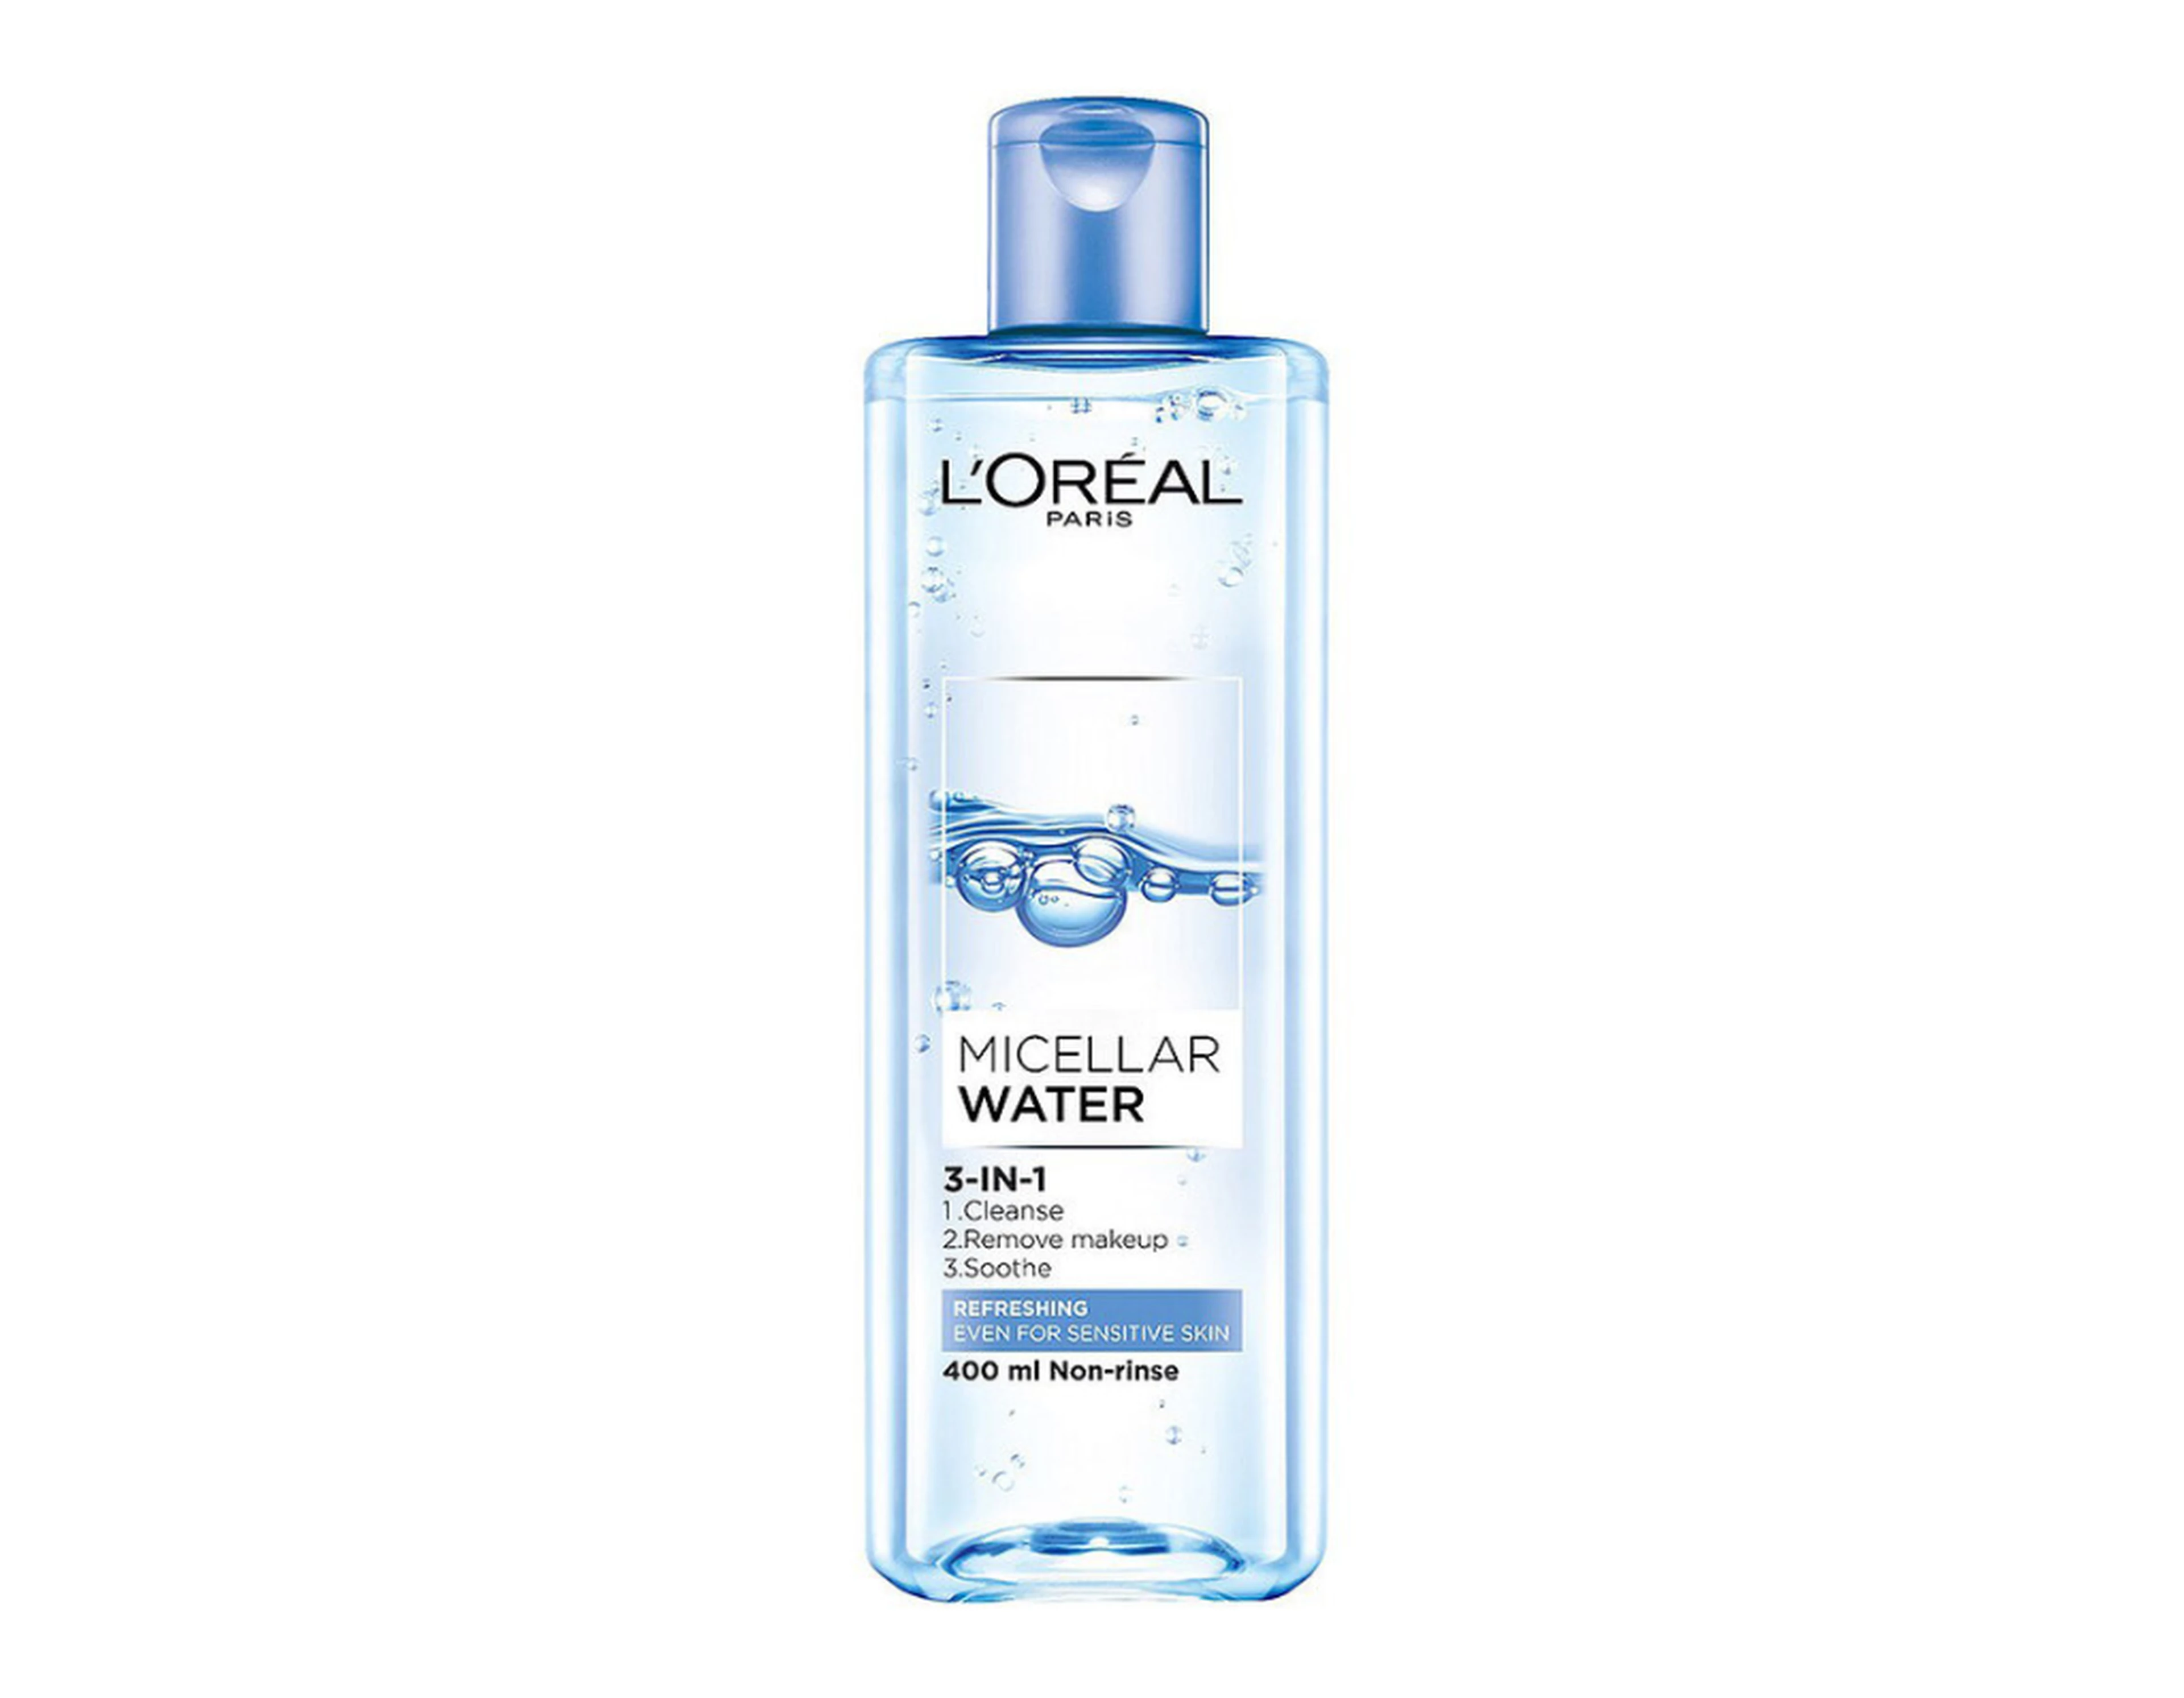 L'ORÉAL
PARiS
MICELLAR
WATER
3-IN-1
1.Cleanse
2.Remove makeup
3.Soothe
REFRESHING
EVEN FOR SENSITIVE SKIN
400 ml Non-rinse